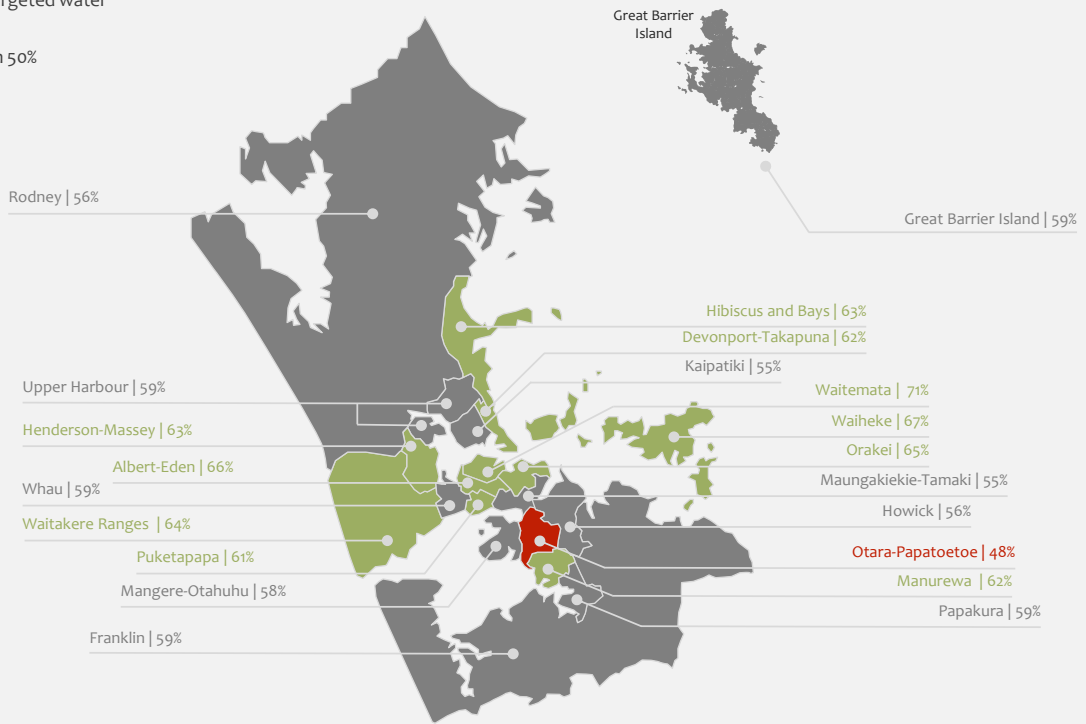 water
50%
Great Barrier
Island
Rodney | 56%
Great Barrier Island | 59%
Hibiscus and Bays | 63%
Devonport-Takapuna | 62%
Kaipatiki | 55%
Upper Harbour | 59%
Waitemata | 71%
Waiheke | 67%
Henderson-Massey | 63%
Orakei | 65%
Albert-Eden | 66%
Maungakiekie-Tamaki | 55%
Whau | 59%
Howick | 56%
Waitakere Ranges | 64%
Otara-Papatoetoe | 48%
Puketapapa | 61%
Manurewa | 62%
Mangere-Otahuhu | 58%
Papakura | 59%
Franklin | 59%